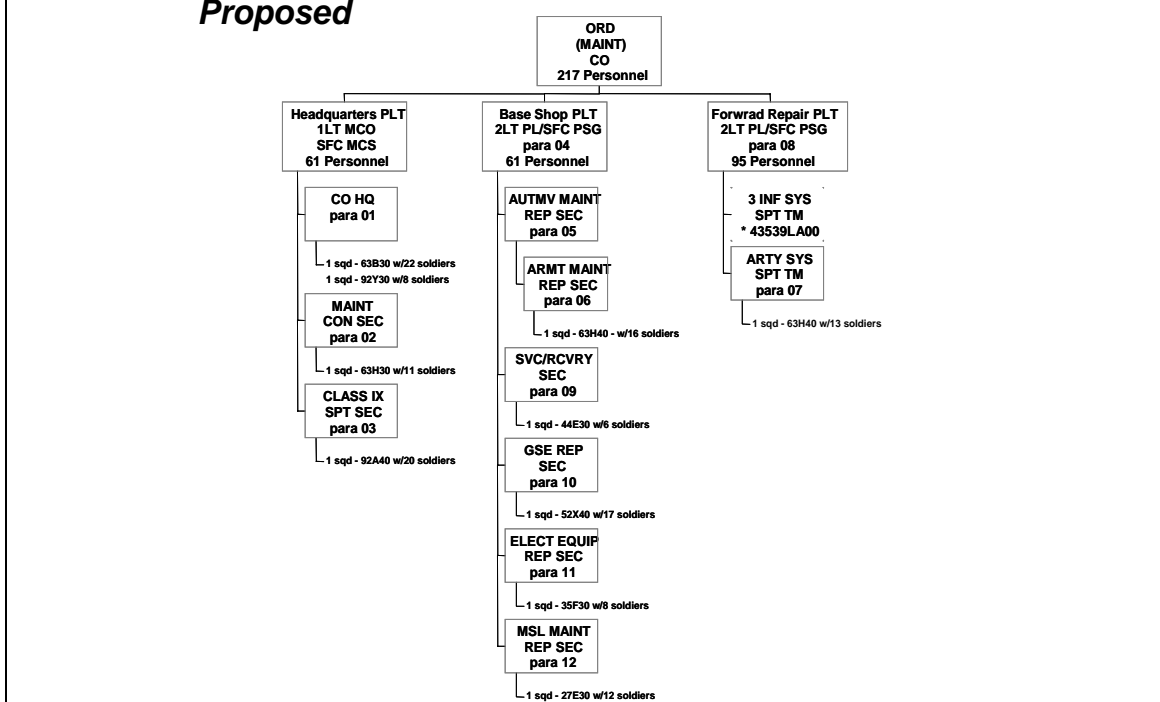 Proposed
ORD
(MAINT)
CO
217 Personnel
Headquarters PLT
1LT MCO
SFC MCS
61 Personnel
CO HQ
para 01
1 sqd - 63B30 w/22 soldiers
1 sqd - 92Y30 w/8 soldiers
MAINT
CON SEC
para 02
1 sqd - 63H30 w/11 soldiers
CLASS IX
SPT SEC
para 03
1 sqd - 92A40 w/20 soldiers
Base Shop PLT
2LT PL/SFC PSG
para 04
61 Personnel
AUTMV MAINT
REP SEC
para 05
ARMT MAINT
REP SEC
para 06
1 sqd - 63H40 - w/16 soldiers
SVC/RCVRY
SEC
para 09
1 sqd - 44E30 w/6 soldiers
GSE REP
SEC
para 10
1 sqd - 52X40 w/17 soldiers
ELECT EQUIP
REP SEC
para 11
1 sqd - 35F30 w/8 soldiers
MSL MAINT
REP SEC
para 12
1 sqd - 27E30 w/12 soldiers
Forwrad Repair PLT
2LT PL/SFC PSG
para 08
95 Personnel
3 INF SYS
SPT TM
* 43539LA00
ARTY SYS
SPT TM
para 07
1 sqd - 63H40 w/13 soldiers